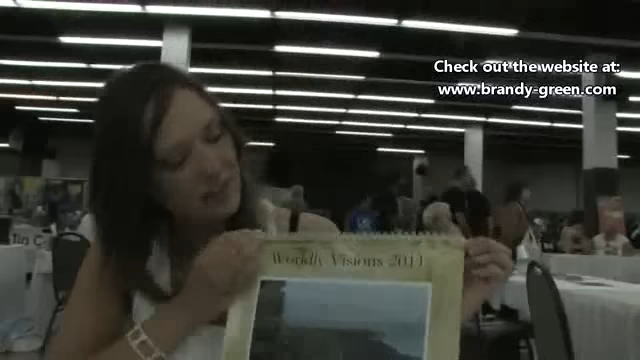 Check out the website at:
www.brandy-green.com
Worldly Visions 2011